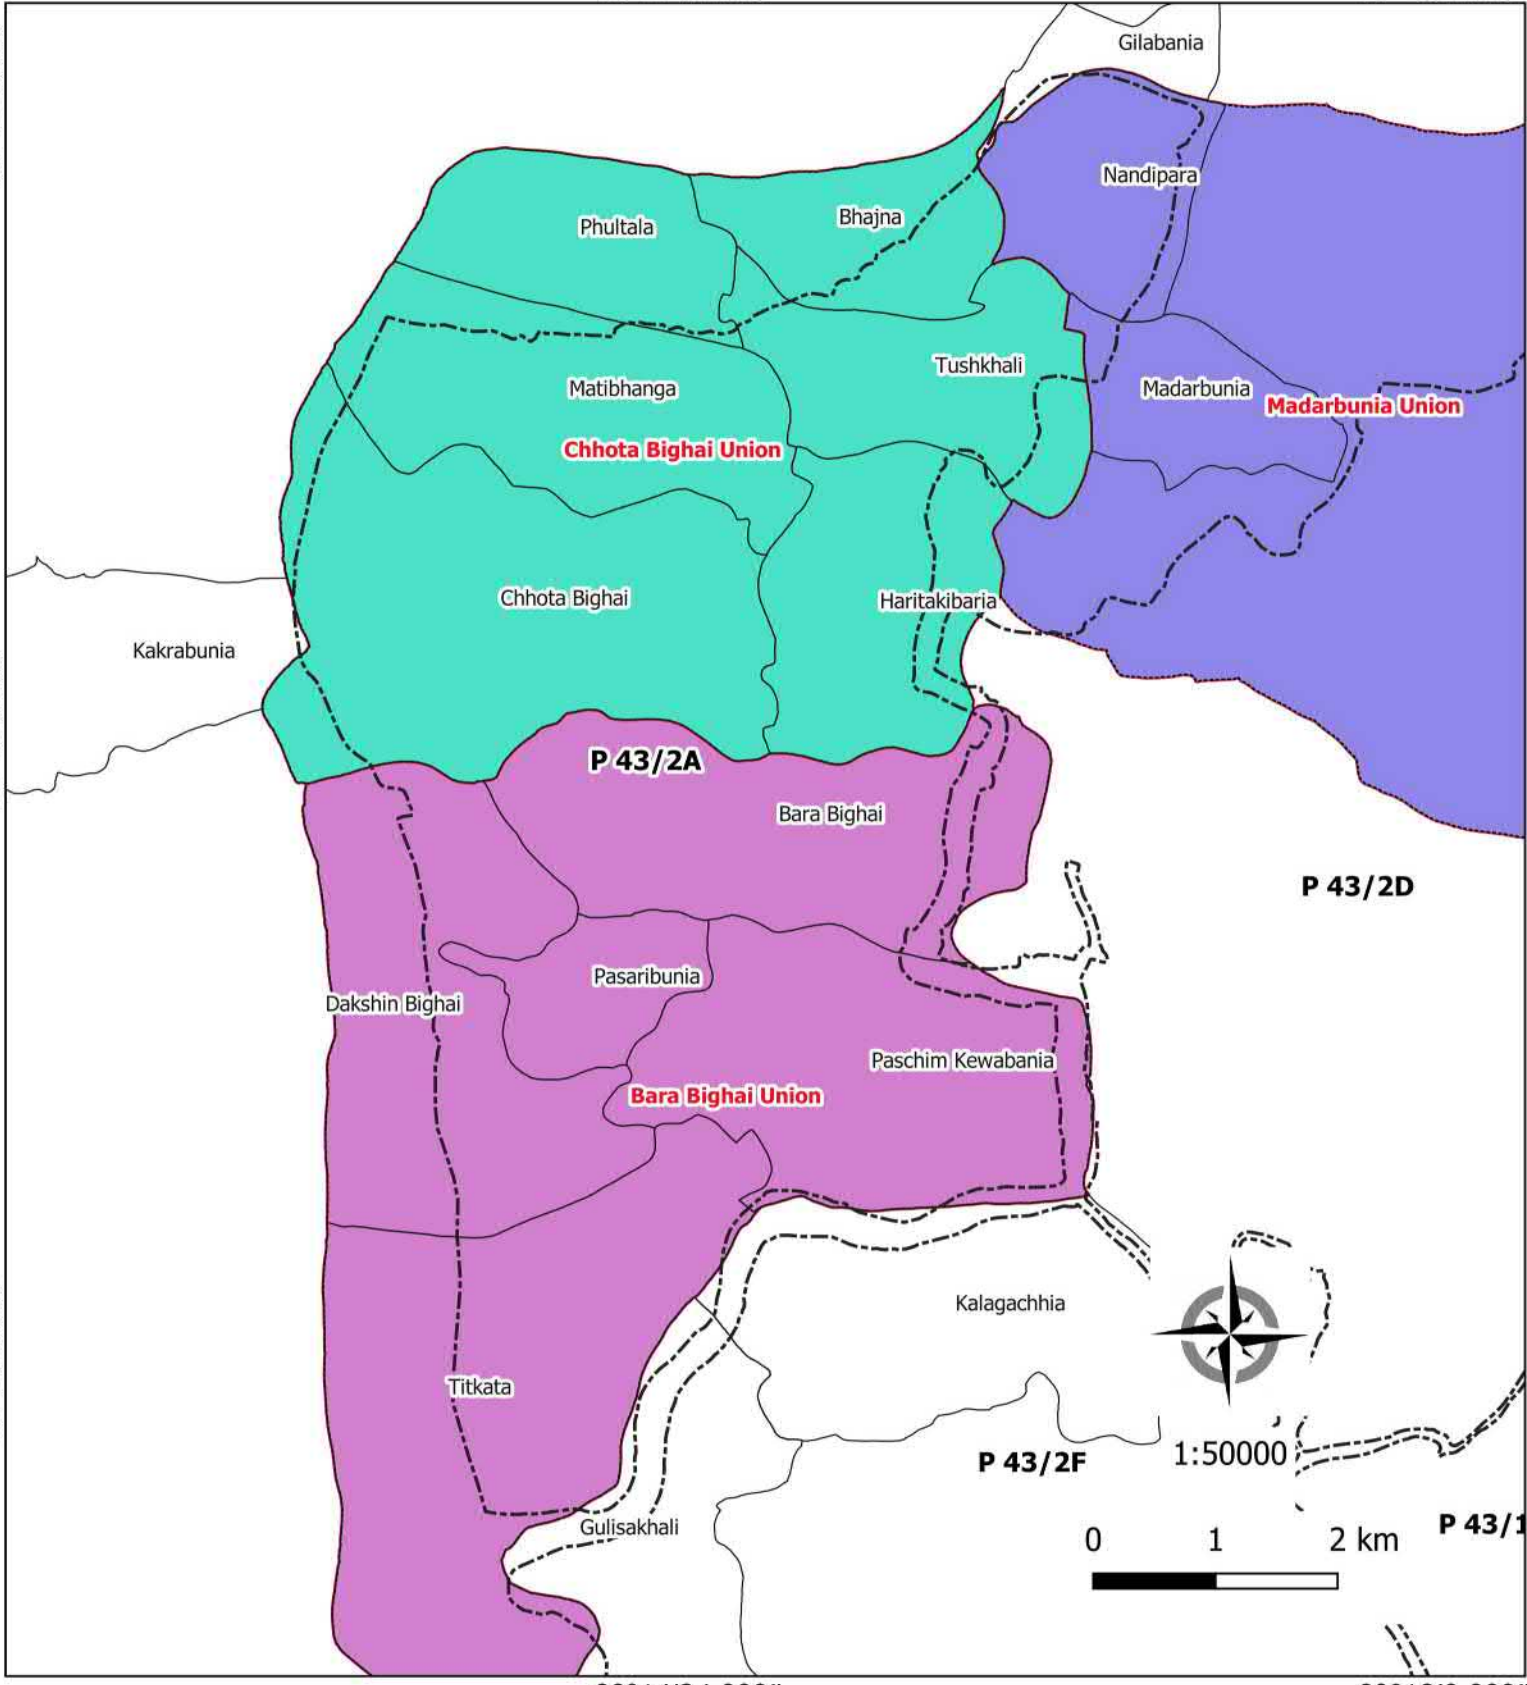 Gilabania
Nandipara
Phultala
Bhajna
Tushkhali
Matibhanga
Madarbunia
Madarbunia Union
Chhota Bighai Union
Chhota Bighai
Haritakibaria
Kakrabunia
P 43/2A
Bara Bighai
P 43/2D
Pasaribunia
Dakshin Bighai
Paschim Kewabania
Bara Bighai Union
Kalagachhia
Titkata
1:50000
P 43/2F
Gulisakhali
P 43/1
0 1 2 km